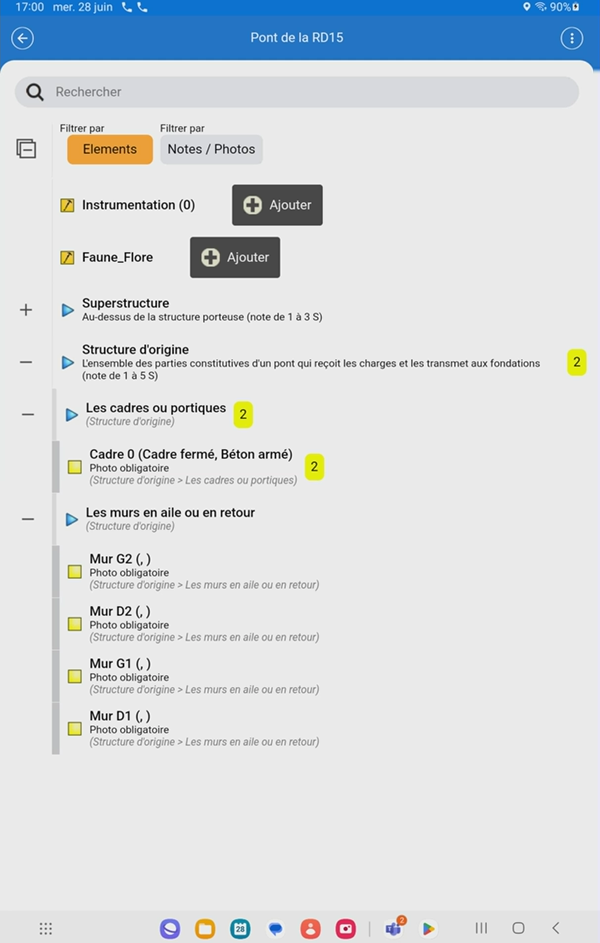 17:00 mer. 28 juin 90%
Pont de la RD15
Rechercher
Filtrer par Filtrer par
Elements Notes / Photos
Instrumentation (0) Ajouter
Faune_Flore Ajouter
Superstructure
Au-dessus de la structure porteuse (note de 1 à 3 S)
Structure d'origine
L'ensemble des parties constitutives d'un pont qui reçoit les charges et les transmet aux fondations 2
(note de 1 à 5 S)
Les cadres ou portiques 2
(Structure d'origine)
Cadre 0 (Cadre fermé, Béton armé)
Photo obligatoire 2
(Structure d'origine > Les cadres ou portiques)
Les murs en aile ou en retour
(Structure d'origine)
Mur G2 (, )
Photo obligatoire
(Structure d'origine > Les murs en aile ou en retour)
Mur D2 (, )
Photo obligatoire
(Structure d'origine > Les murs en aile ou en retour)
Mur G1 (, )
Photo obligatoire
(Structure d'origine > Les murs en aile ou en retour)
Mur D1 (, )
Photo obligatoire
(Structure d'origine > Les murs en aile ou en retour)
28 2